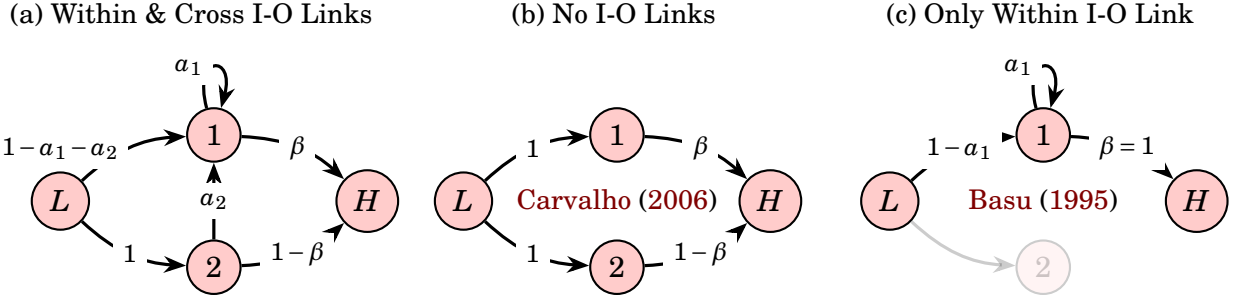 (a) Within & Cross I-O Links
a₁
1
1−a₁−a₂
β
L
a₂
H
1
2
1−β
(b) No I-O Links
1
1
β
L
Carvalho (2006)
H
1
2
1−β
(c) Only Within I-O Link
a₁
1
1−a₁
β = 1
L
Basu (1995)
H
2